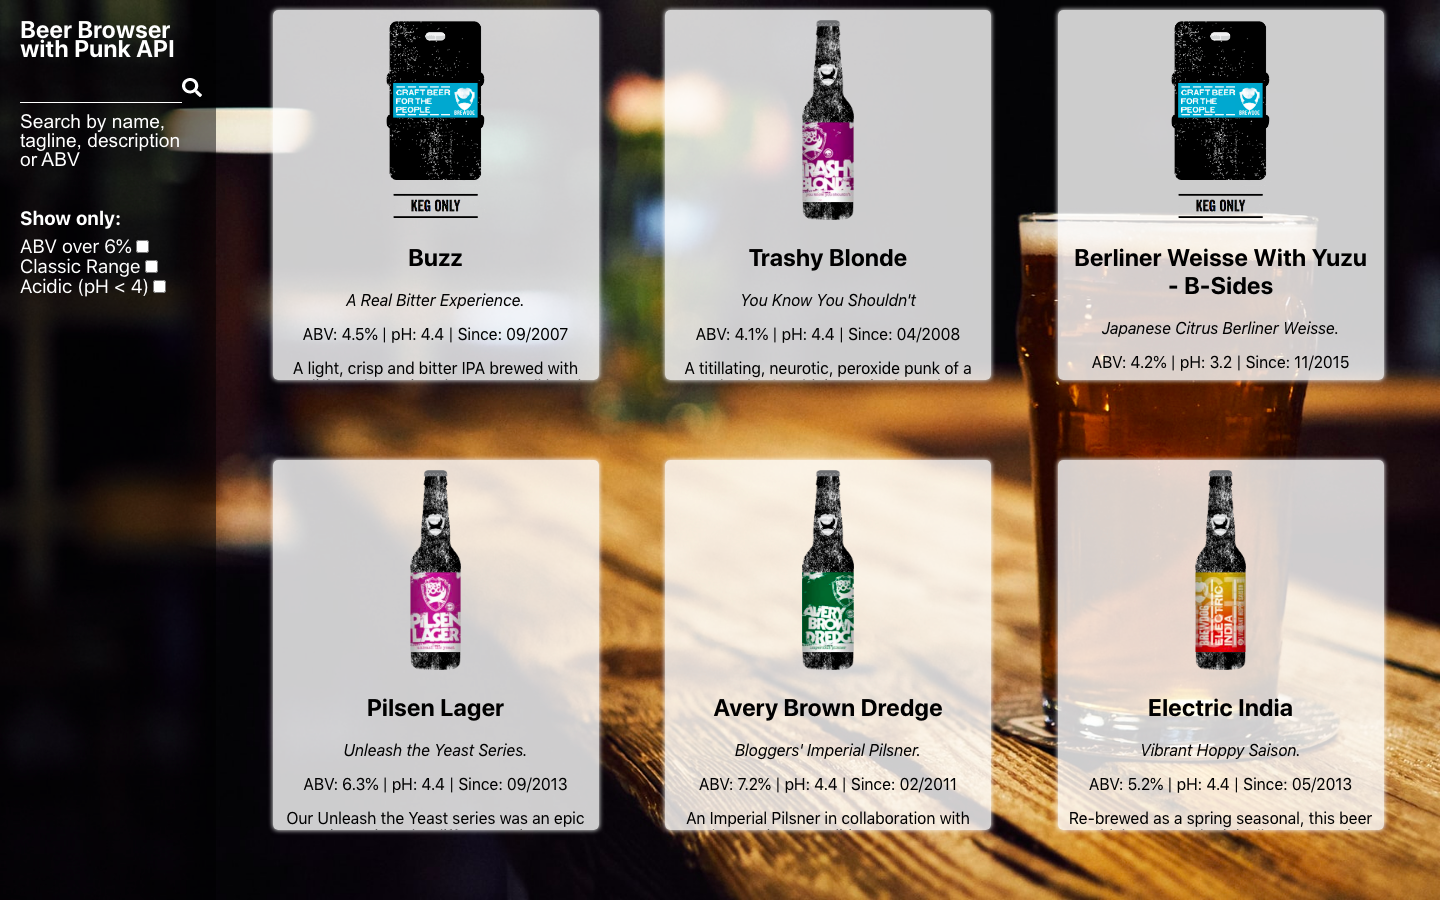 Beer Browser
with Punk API
Search by name,
tagline, description
or ABV
Show only:
ABV over 6%
Classic Range
Acidic (pH < 4)
CRAFT BEER
FOR THE
PEOPLE
BREWDOG
KEG ONLY
Buzz
A Real Bitter Experience.
ABV: 4.5% | pH: 4.4 | Since: 09/2007
A light, crisp and bitter IPA brewed with
TRASHY
BLONDE
Trashy Blonde
You Know You Shouldn't
ABV: 4.1% | pH: 4.4 | Since: 04/2008
A titillating, neurotic, peroxide punk of a
CRAFT BEER
FOR THE
PEOPLE
BREWDOG
KEG ONLY
Berliner Weisse With Yuzu
- B-Sides
Japanese Citrus Berliner Weisse.
ABV: 4.2% | pH: 3.2 | Since: 11/2015
PILSEN
LAGER
Pilsen Lager
Unleash the Yeast Series.
ABV: 6.3% | pH: 4.4 | Since: 09/2013
Our Unleash the Yeast series was an epic
AVERY
BROWN
DREDGE
Avery Brown Dredge
Bloggers' Imperial Pilsner.
ABV: 7.2% | pH: 4.4 | Since: 02/2011
An Imperial Pilsner in collaboration with
BREWDOG
ELECTRIC
INDIA
Electric India
Vibrant Hoppy Saison.
ABV: 5.2% | pH: 4.4 | Since: 05/2013
Re-brewed as a spring seasonal, this beer